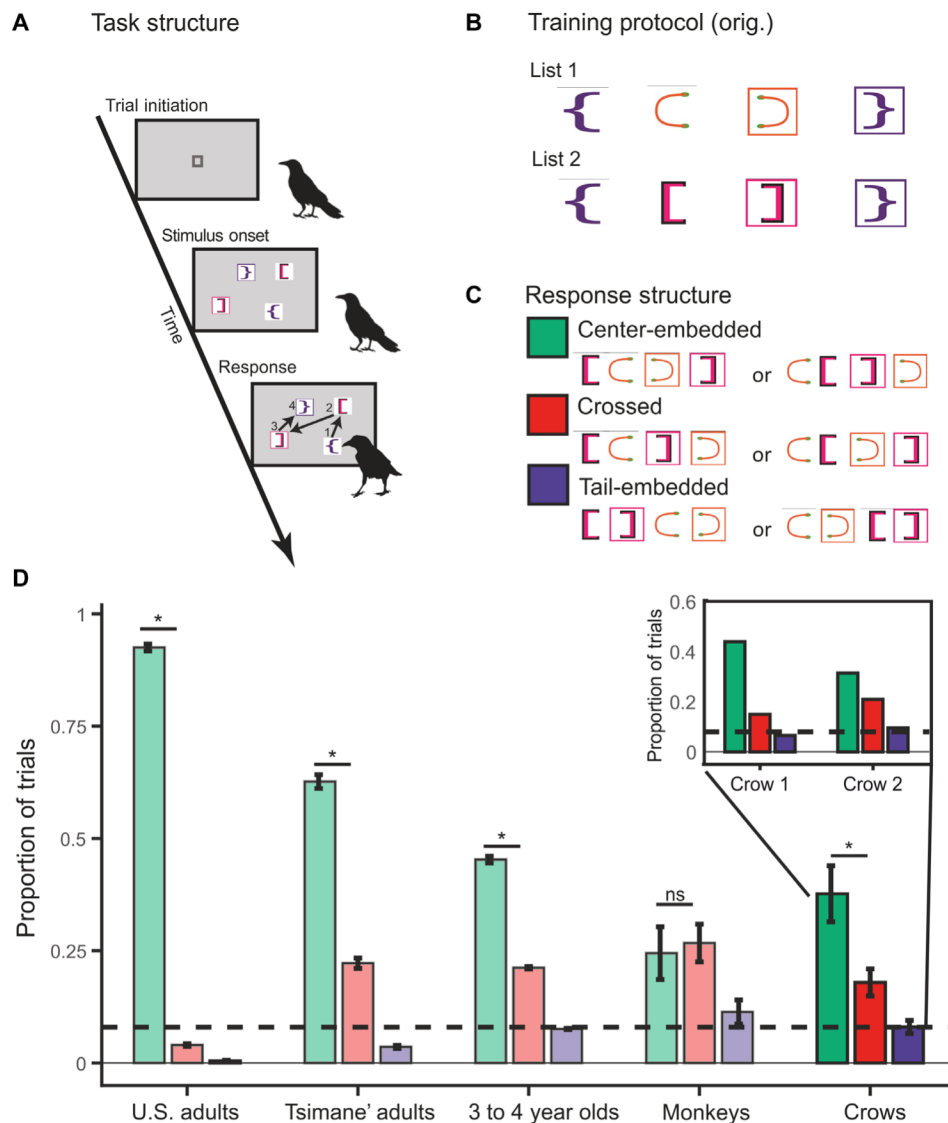 A Task structure
Trial initiation
Stimulus onset
Time
Response
4
2
3
1
B Training protocol (orig.)
List 1
{ }
List 2
{ [ ] }
C Response structure
Center-embedded
[ ] or [ ]
Crossed
[ ] or [ ]
Tail-embedded
[ ] or [ ]
D
Proportion of trials
1
0.75
0.5
0.25
0
*
*
*
ns
*
U.S. adults
Tsimane' adults
3 to 4 year olds
Monkeys
Crows
Proportion of trials
0.6
0.4
0.2
0
Crow 1
Crow 2